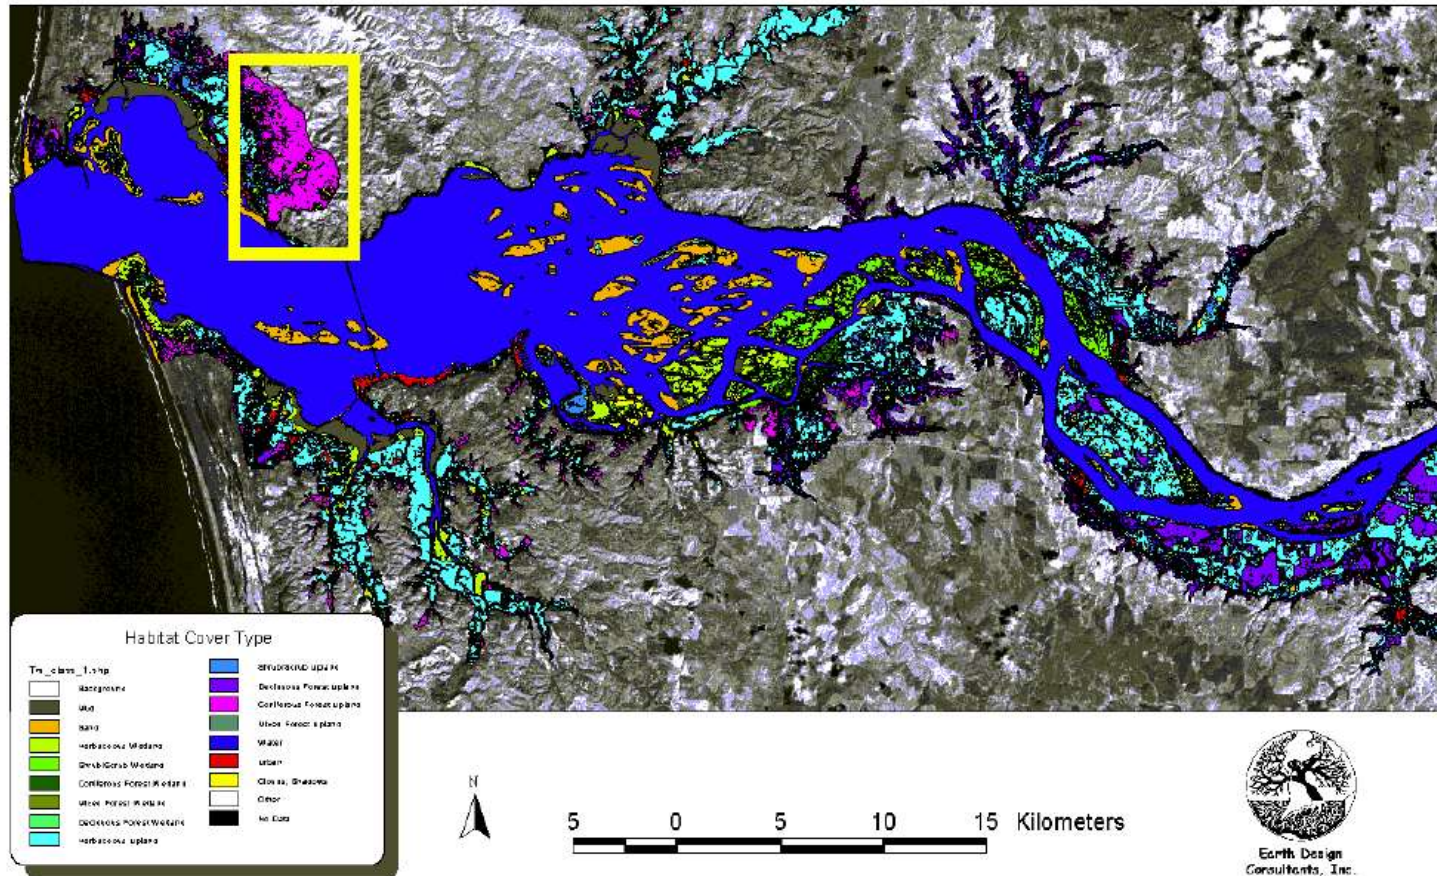 Habitat Cover Type
Tm_class_1.shp
Background
Mud
Sand
Herbaceous Wetland
Shrub/Scrub Wetland
Coniferous Forest Wetland
Mixed Forest Wetland
Deciduous Forest Wetland
Herbaceous Upland
Shrub/Scrub Upland
Deciduous Forest Upland
Coniferous Forest Upland
Mixed Forest Upland
Water
Urban
Clouds, Shadows
Other
No Data
N
5 0 5 10 15 Kilometers
Earth Design
Consultants, Inc.